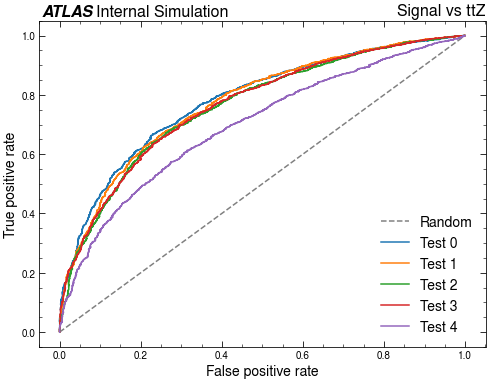 ATLAS Internal Simulation
Signal vs ttZ
True positive rate
1.0
0.8
0.6
0.4
0.2
0.0
Random
Test 0
Test 1
Test 2
Test 3
Test 4
0.0 0.2 0.4 0.6 0.8 1.0
False positive rate